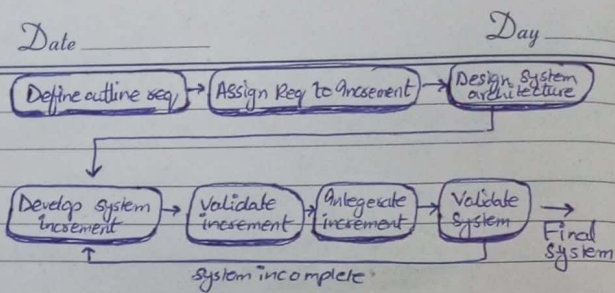 Date
Day
Define outline req,
Assign Req to Increment
Design System
architecture
Develop system
increment
Validate
increment
Integerate
increment
Validate
System
Final
system
system incomplete